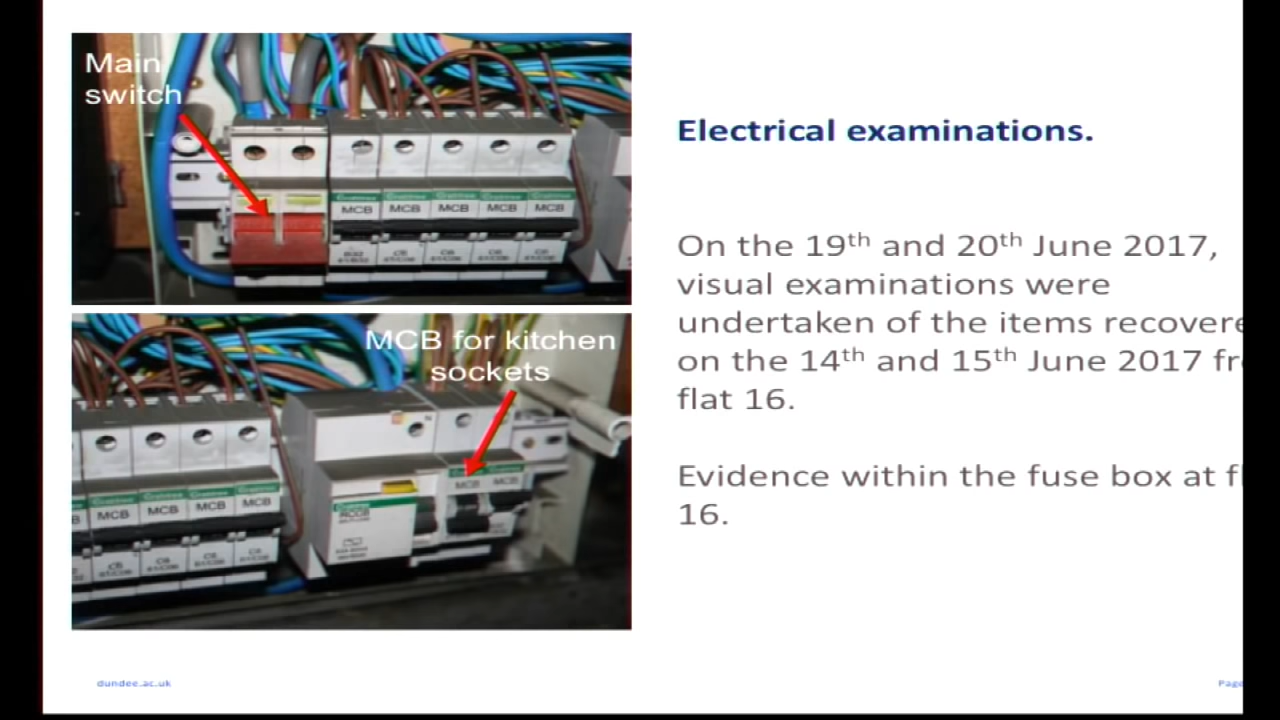 Main
switch
MCB MCB MCB MCB MCB
MCB for kitchen
sockets
MCB MCB MCB MCB
MCB MCB
Electrical examinations.
On the 19th and 20th June 2017,
visual examinations were
undertaken of the items recovere
on the 14th and 15th June 2017 fr
flat 16.
Evidence within the fuse box at fl
16.
dundee.ac.uk
Page